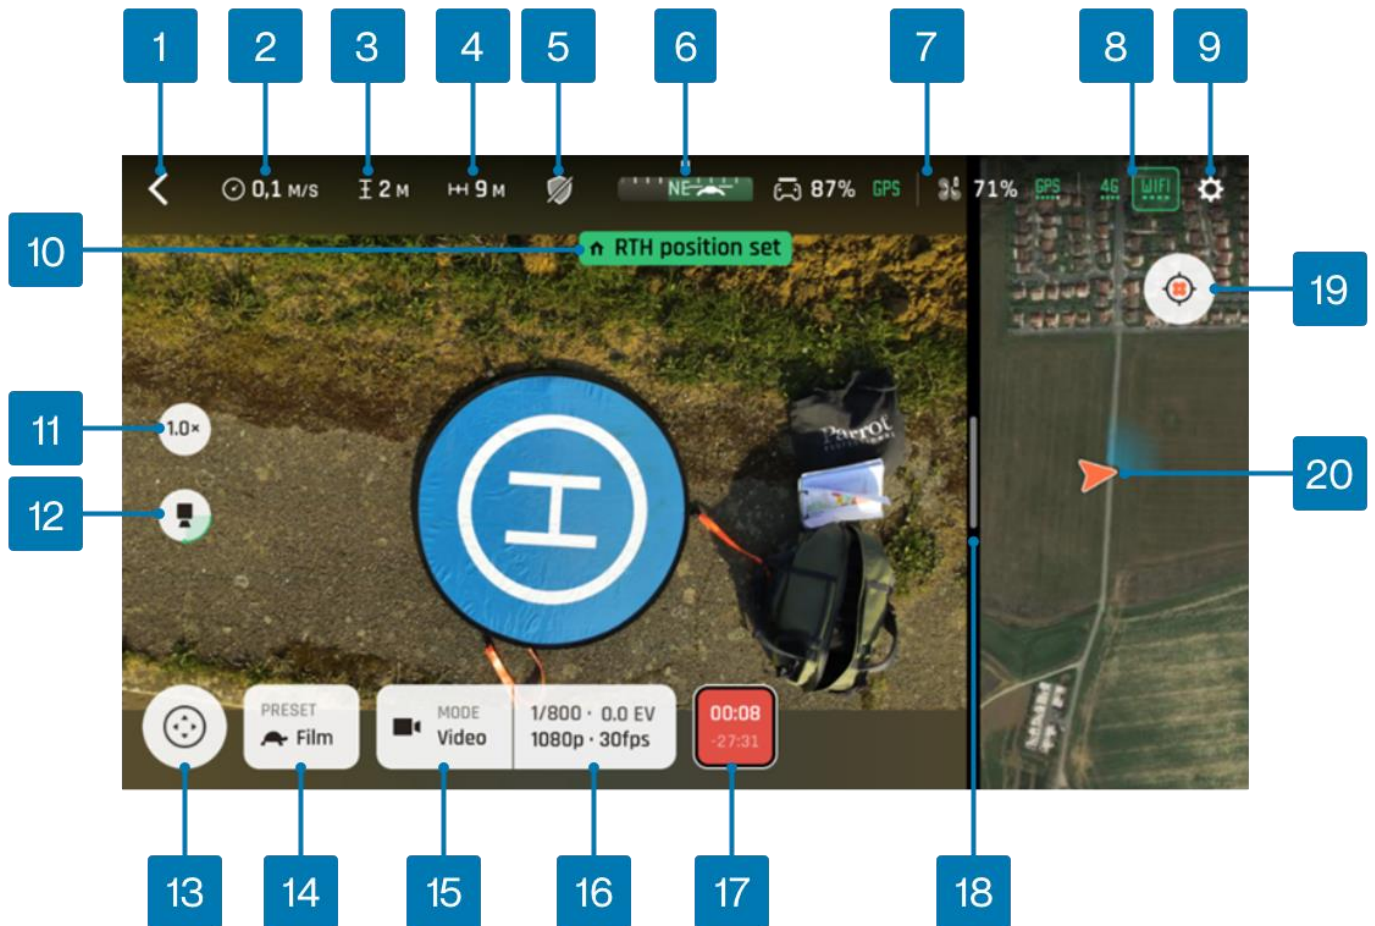 1 2 3 4 5 6 7 8 9
0,1 M/S 2 M 9 M NE 87% GPS 71% GPS 4G WIFI
10 RTH position set
19
Parrot
11 1.0×
20
12
PRESET
Film
MODE
Video
1/800 · 0.0 EV
1080p · 30fps
00:08
-27:31
H
13 14 15 16 17 18